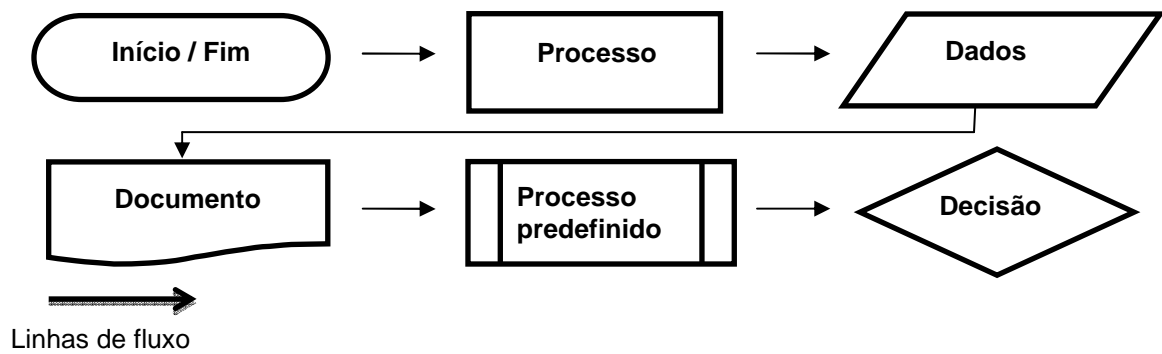 Início / Fim
Processo
Dados
Documento
Processo
predefinido
Decisão
Linhas de fluxo